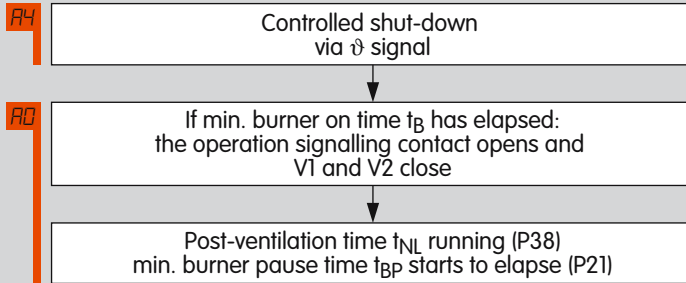 A4
Controlled shut-down
via ϑ signal
A0
If min. burner on time tB has elapsed:
the operation signalling contact opens and
V1 and V2 close
Post-ventilation time tNL running (P38)
min. burner pause time tBP starts to elapse (P21)